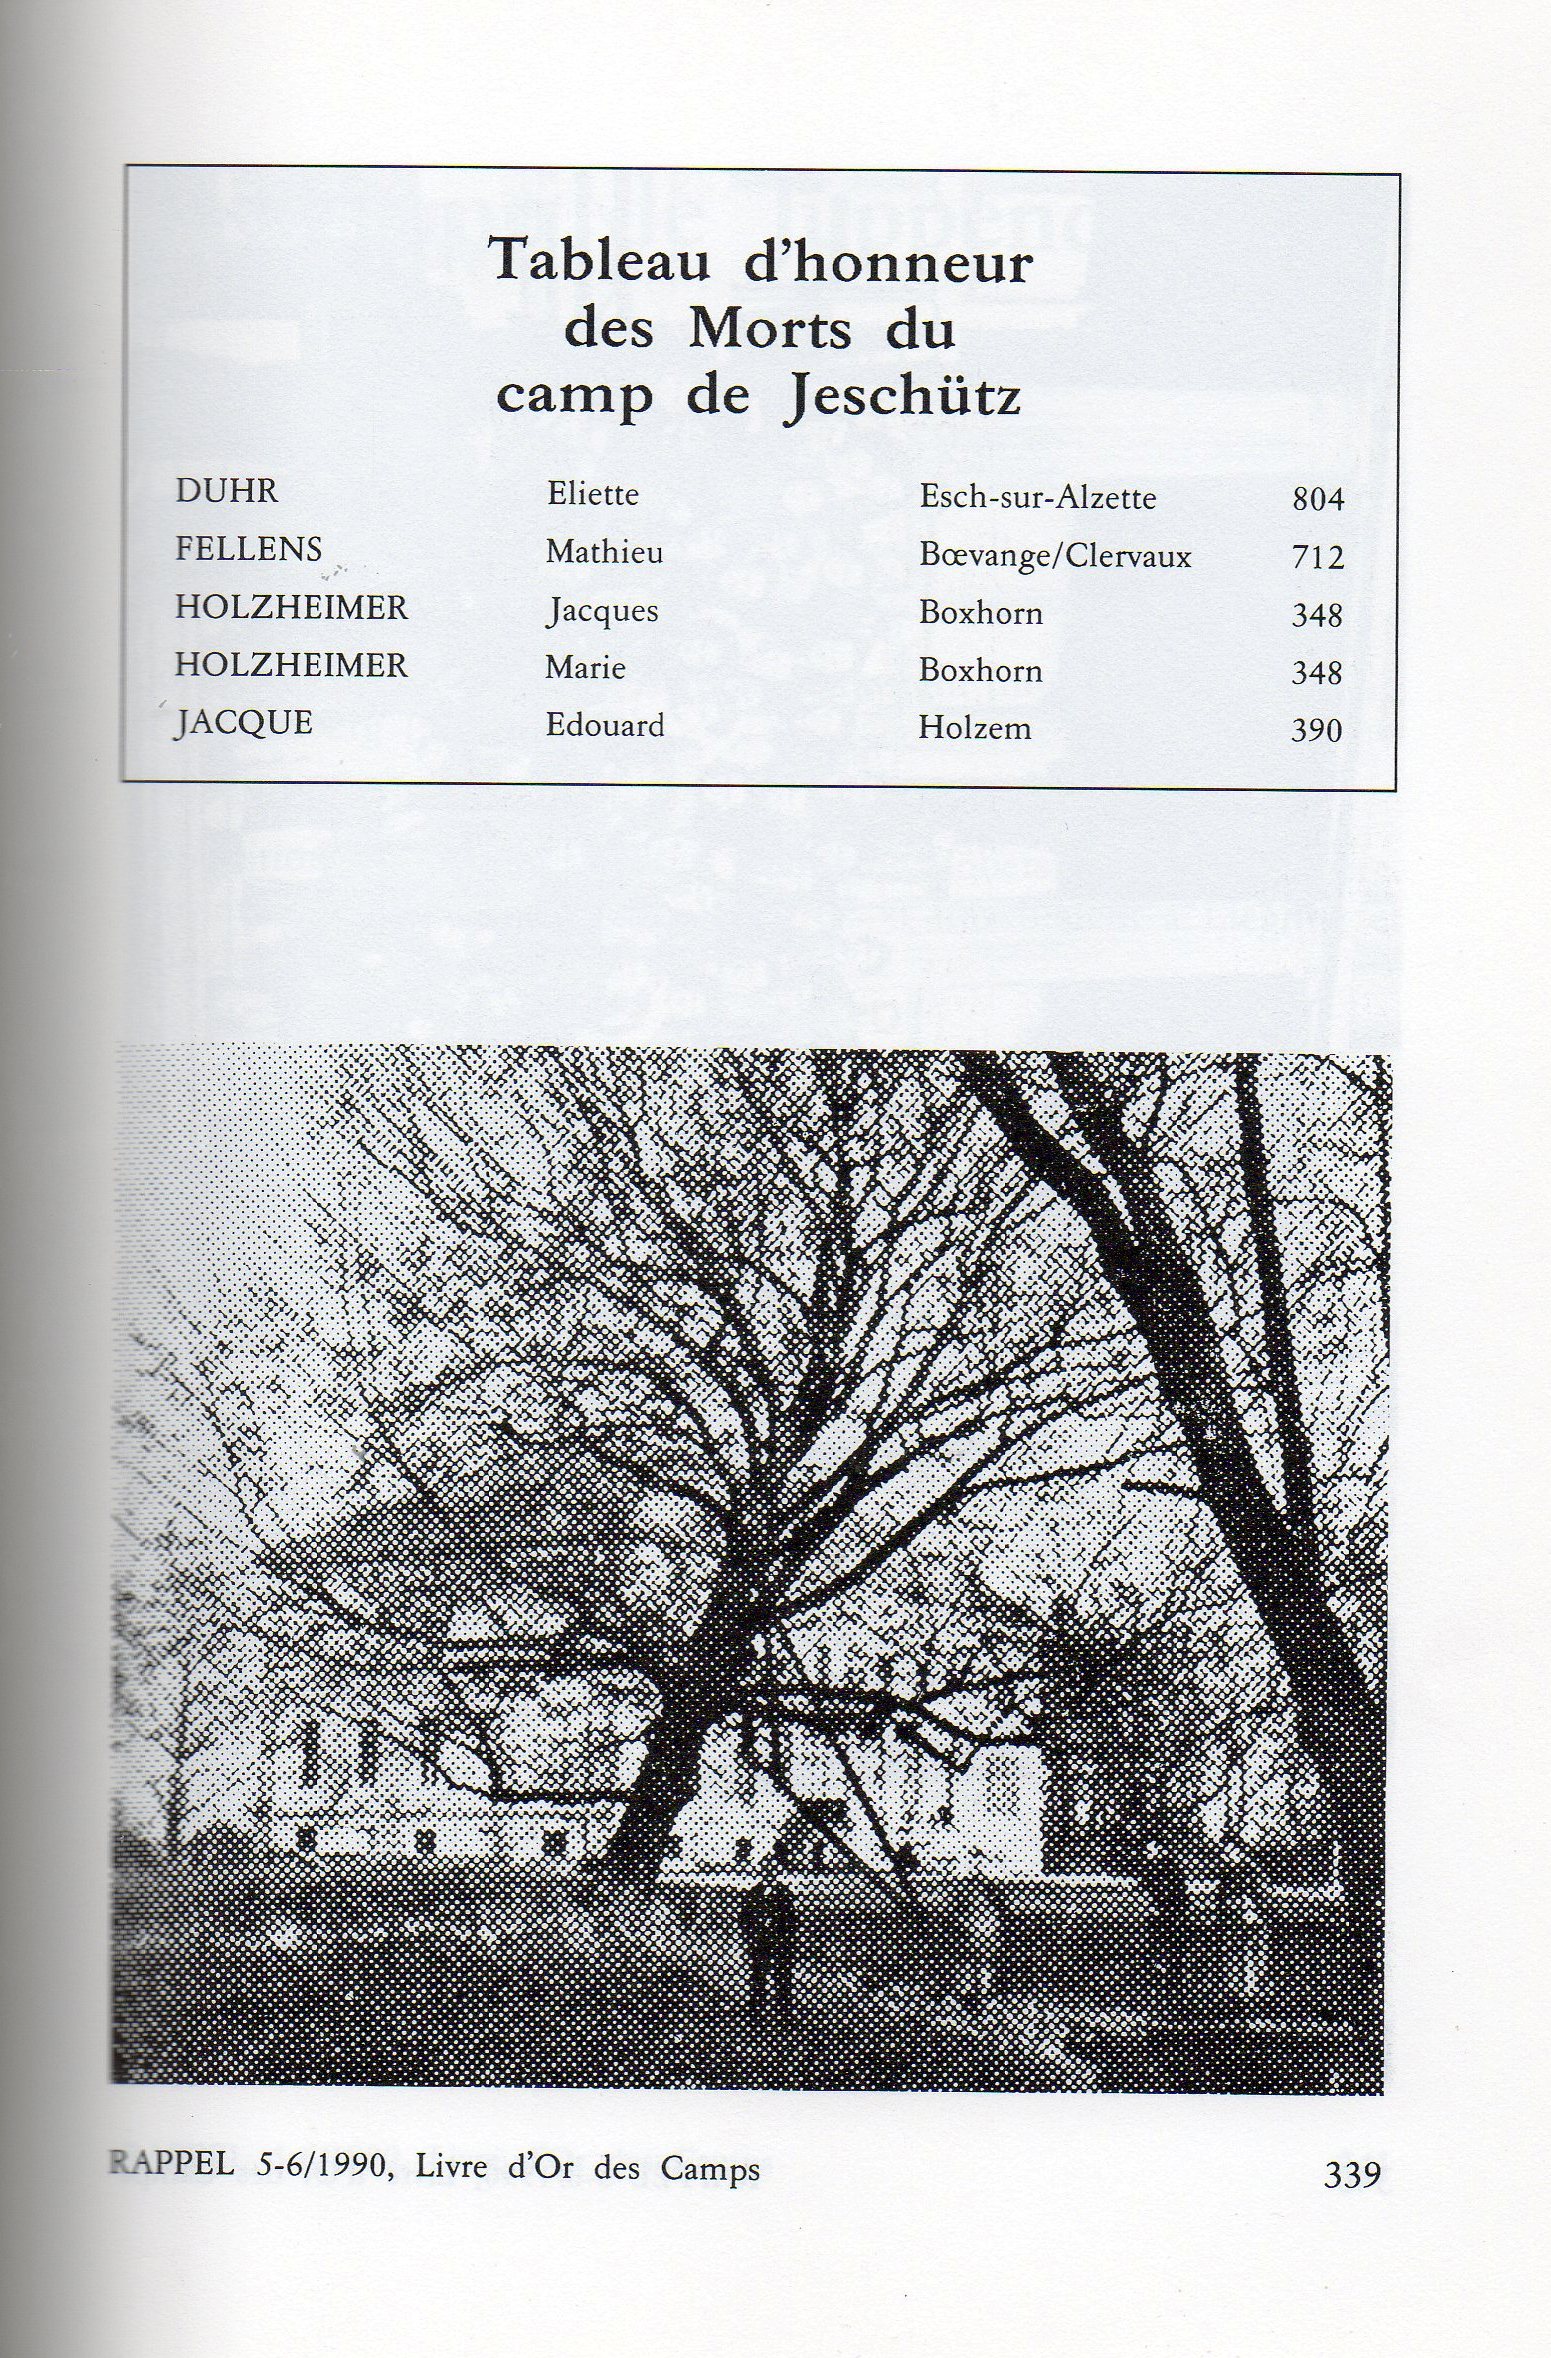 Tableau d'honneur
des Morts du
camp de Jeschütz
DUHR Eliette Esch-sur-Alzette 804
FELLENS Mathieu Bœvange/Clervaux 712
HOLZHEIMER Jacques Boxhorn 348
HOLZHEIMER Marie Boxhorn 348
JACQUE Edouard Holzem 390
RAPPEL 5-6/1990, Livre d'Or des Camps 339